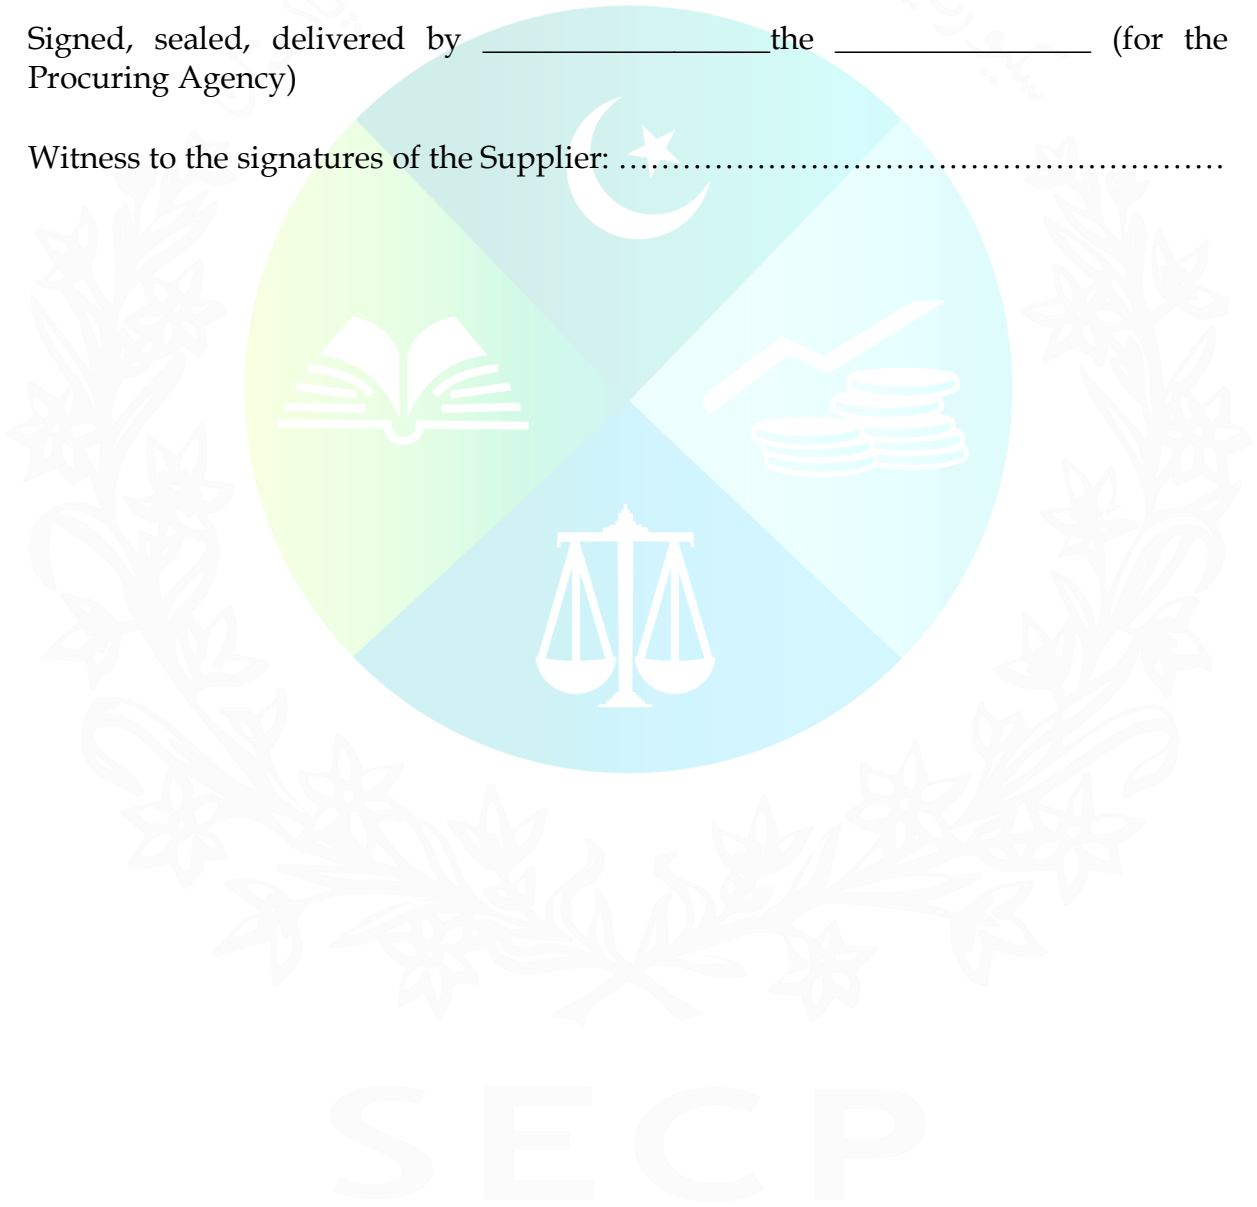 Signed, sealed, delivered by __________________the ________________ (for the
Procuring Agency)
Witness to the signatures of the Supplier: ……………………………………………………
SECP